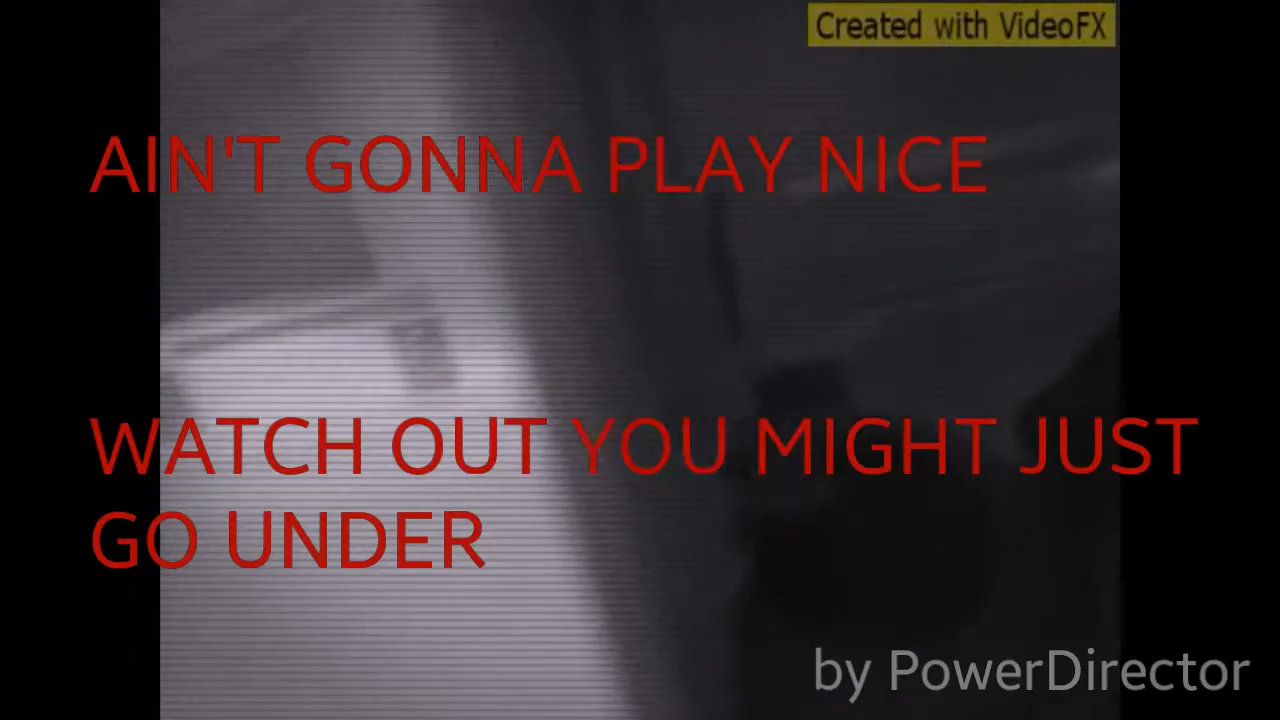 Created with VideoFX
AIN'T GONNA PLAY NICE
WATCH OUT YOU MIGHT JUST
GO UNDER
by PowerDirector